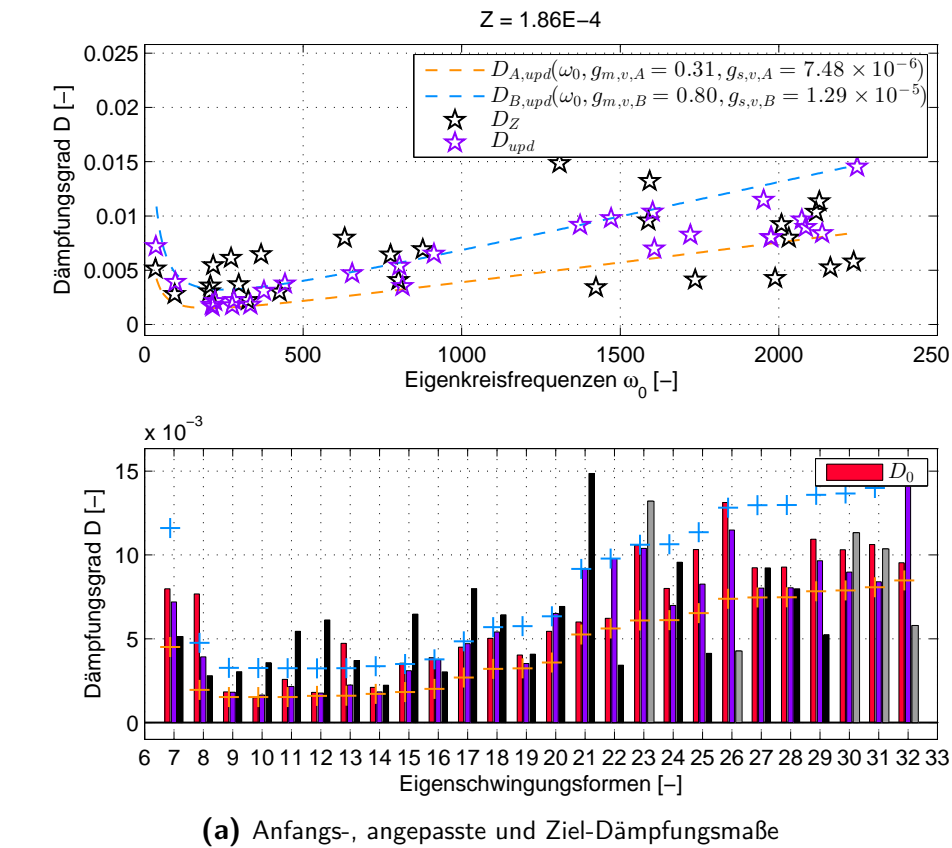 Z = 1.86E−4
0.025
0.02
0.015
0.01
0.005
0
Dämpfungsgrad D [−]
D_{A,upd}(ω_0, g_{m,v,A} = 0.31, g_{s,v,A} = 7.48 × 10^{−6})
D_{B,upd}(ω_0, g_{m,v,B} = 0.80, g_{s,v,B} = 1.29 × 10^{−5})
D_Z
D_{upd}
0 500 1000 1500 2000 250
Eigenkreisfrequenzen ω_0 [−]
x 10^{−3}
15
10
5
0
Dämpfungsgrad D [−]
D_0
6 7 8 9 10 11 12 13 14 15 16 17 18 19 20 21 22 23 24 25 26 27 28 29 30 31 32 33
Eigenschwingungsformen [−]
(a) Anfangs-, angepasste und Ziel-Dämpfungsmaße